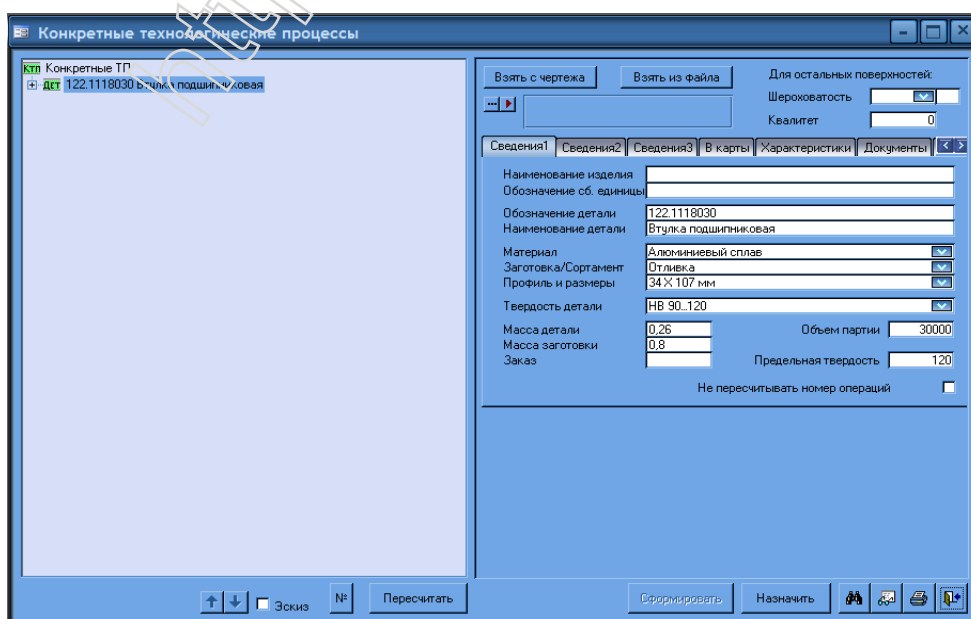 Конкретные технологические процессы
КТП Конкретные ТП
ДСТ 122.1118030 Втулка подшипниковая
Взять с чертежа
Взять из файла
Для остальных поверхностей:
Шероховатость
Квалитет 0
Сведения1 Сведения2 Сведения3 В карты Характеристики Документы
Наименование изделия
Обозначение сб. единицы
Обозначение детали 122.1118030
Наименование детали Втулка подшипниковая
Материал Алюминиевый сплав
Заготовка/Сортамент Отливка
Профиль и размеры 34 X 107 мм
Твердость детали HB 90...120
Масса детали 0,26 Объем партии 30000
Масса заготовки 0,8
Заказ Предельная твердость 120
Не пересчитывать номер операций
Эскиз № Пересчитать Сформировать Назначить